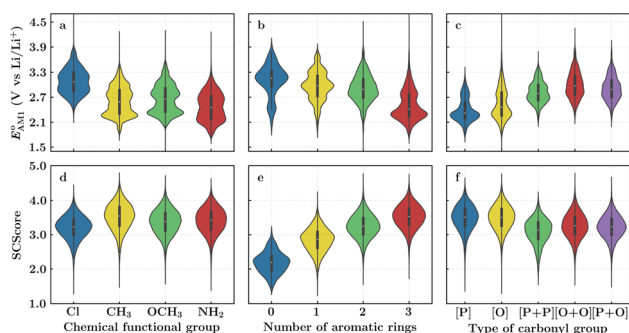 a b c
4.5
3.9
3.3
2.7
2.1
1.5
E°AM1 (V vs Li/Li+)
d e f
5.0
4.0
3.0
2.0
1.0
SCScore
Cl CH3 OCH3 NH2
0 1 2 3
[P] [O] [P+P][O+O][P+O]
Chemical functional group
Number of aromatic rings
Type of carbonyl group